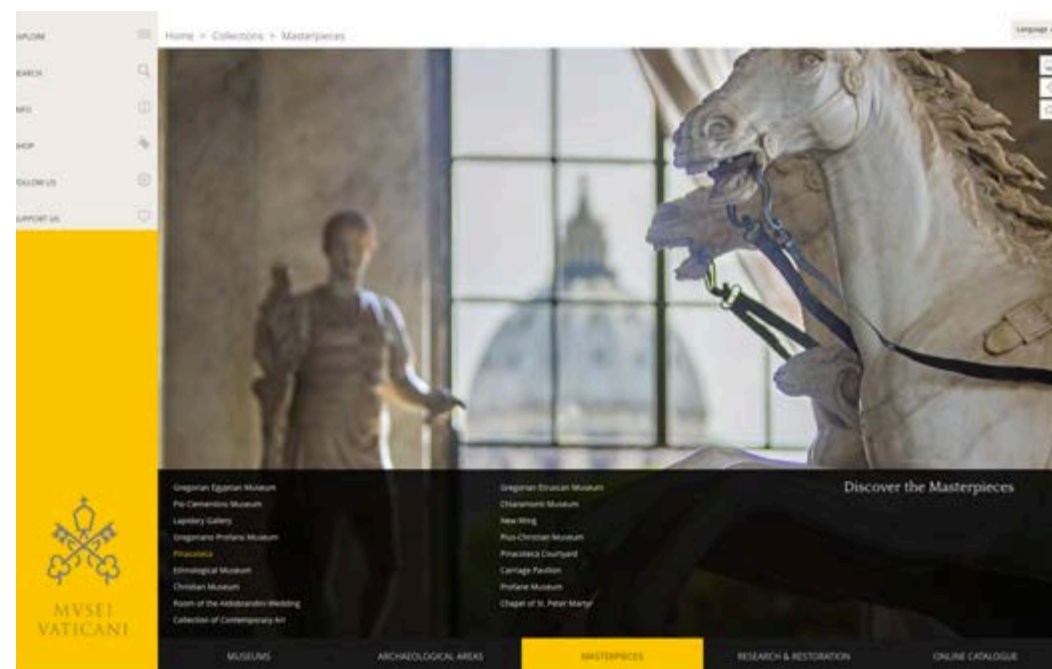 Home > Collections > Masterpieces
Language
SEARCH
SHOP
FOLLOW US
SUPPORT US
Gregorian Egyptian Museum
Pio Clementino Museum
Lapidary Gallery
Gregoriano Profano Museum
Pinacoteca
Ethnological Museum
Christian Museum
Room of the Aldobrandini Wedding
Collection of Contemporary Art
Gregorian Etruscan Museum
Chiaramonti Museum
New Wing
Pius-Christian Museum
Pinacoteca Courtyard
Carriage Pavilion
Profane Museum
Chapel of St. Peter Martyr
Discover the Masterpieces
MVSEI
VATICANI
MUSEUMS
ARCHAEOLOGICAL AREAS
MASTERPIECES
RESEARCH & RESTORATION
ONLINE CATALOGUE